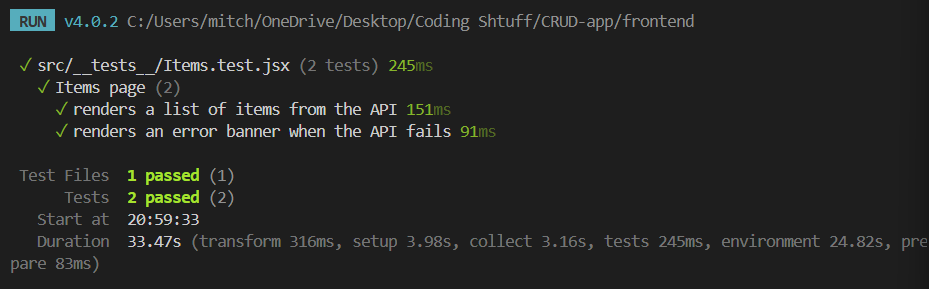 RUN v4.0.2 C:/Users/mitch/OneDrive/Desktop/Coding Shtuff/CRUD-app/frontend
✓ src/__tests__/Items.test.jsx (2 tests) 245ms
✓ Items page (2)
✓ renders a list of items from the API 151ms
✓ renders an error banner when the API fails 91ms
Test Files 1 passed (1)
Tests 2 passed (2)
Start at 20:59:33
Duration 33.47s (transform 316ms, setup 3.98s, collect 3.16s, tests 245ms, environment 24.82s, pre
pare 83ms)